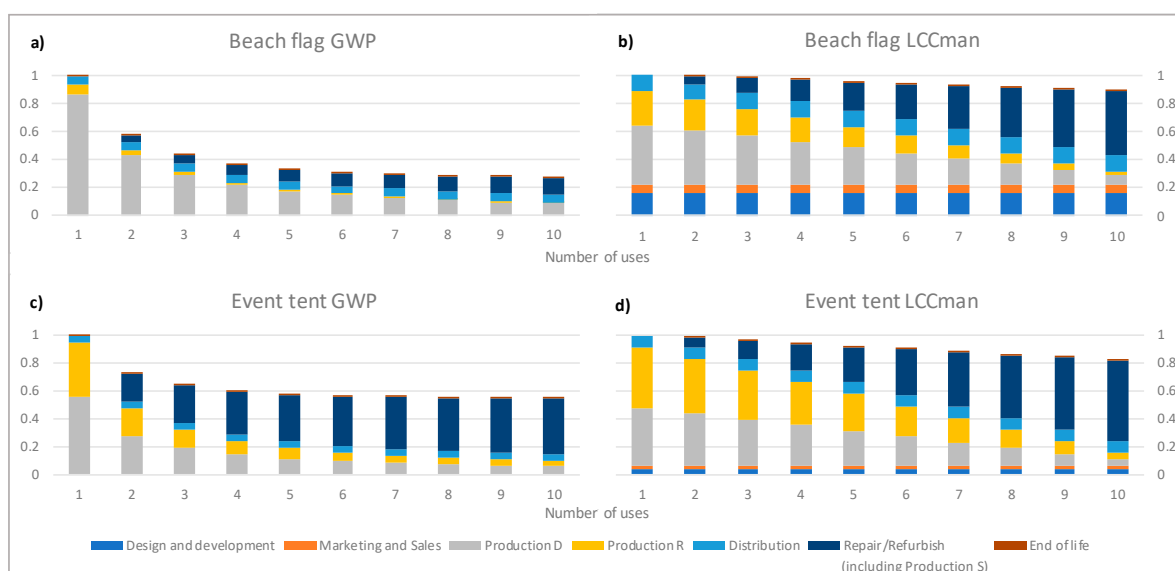 a) Beach flag GWP
b) Beach flag LCCman
1
0.8
0.6
0.4
0.2
0
1 2 3 4 5 6 7 8 9 10
1
0.8
0.6
0.4
0.2
0
1 2 3 4 5 6 7 8 9 10
Number of uses
c) Event tent GWP
d) Event tent LCCman
1
0.8
0.6
0.4
0.2
0
1 2 3 4 5 6 7 8 9 10
1
0.8
0.6
0.4
0.2
0
1 2 3 4 5 6 7 8 9 10
Number of uses
Design and development Marketing and Sales Production D Production R Distribution Repair/Refurbish End of life
(including Production S)